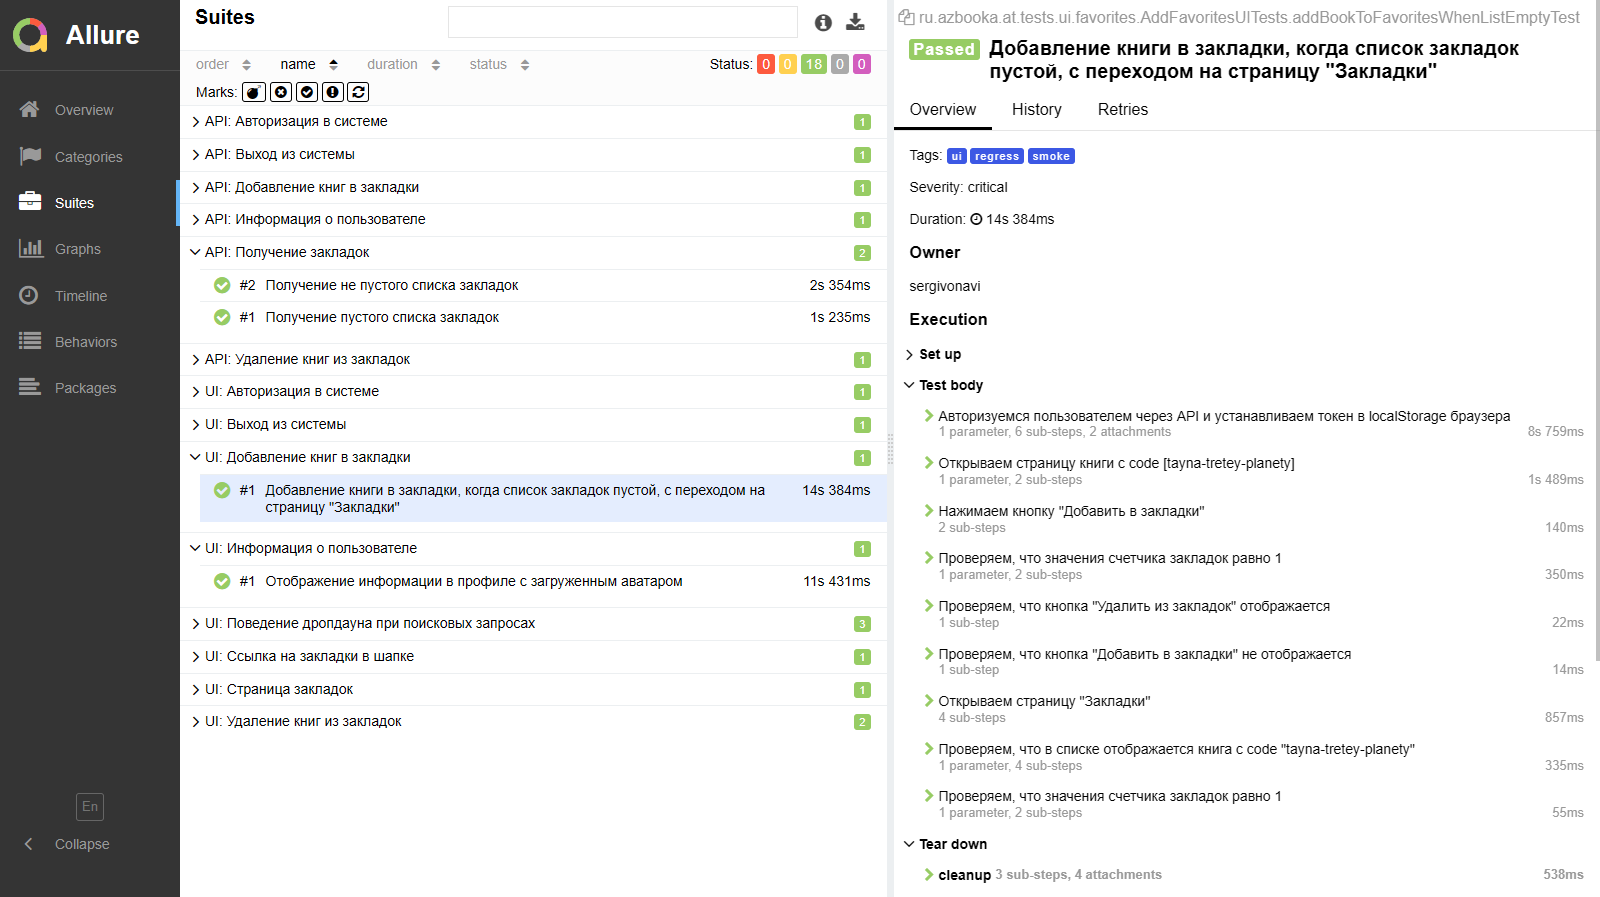 Allure
Overview
Categories
Suites
Graphs
Timeline
Behaviors
Packages
En
Collapse
Suites
order name duration status
Status: 0 0 18 0 0
Marks:
API: Авторизация в системе 1
API: Выход из системы 1
API: Добавление книг в закладки 1
API: Информация о пользователе 1
API: Получение закладок 2
#2 Получение не пустого списка закладок 2s 354ms
#1 Получение пустого списка закладок 1s 235ms
API: Удаление книг из закладок 1
UI: Авторизация в системе 1
UI: Выход из системы 1
UI: Добавление книг в закладки 1
#1 Добавление книги в закладки, когда список закладок пустой, с переходом на 14s 384ms
страницу "Закладки"
UI: Информация о пользователе 1
#1 Отображение информации в профиле с загруженным аватаром 11s 431ms
UI: Поведение дропдауна при поисковых запросах 3
UI: Ссылка на закладки в шапке 1
UI: Страница закладок 1
UI: Удаление книг из закладок 2
ru.azbooka.at.tests.ui.favorites.AddFavoritesUITests.addBookToFavoritesWhenListEmptyTest
Passed Добавление книги в закладки, когда список закладок
пустой, с переходом на страницу "Закладки"
Overview History Retries
Tags: ui regress smoke
Severity: critical
Duration: 14s 384ms
Owner
sergivonavi
Execution
Set up
Test body
Авторизуемся пользователем через API и устанавливаем токен в localStorage браузера
1 parameter, 6 sub-steps, 2 attachments 8s 759ms
Открываем страницу книги с code [tayna-tretey-planety]
1 parameter, 2 sub-steps 1s 489ms
Нажимаем кнопку "Добавить в закладки"
2 sub-steps 140ms
Проверяем, что значения счетчика закладок равно 1
1 parameter, 2 sub-steps 350ms
Проверяем, что кнопка "Удалить из закладок" отображается
1 sub-step 22ms
Проверяем, что кнопка "Добавить в закладки" не отображается
1 sub-step 14ms
Открываем страницу "Закладки"
4 sub-steps 857ms
Проверяем, что в списке отображается книга с code "tayna-tretey-planety"
1 parameter, 4 sub-steps 335ms
Проверяем, что значения счетчика закладок равно 1
1 parameter, 2 sub-steps 55ms
Tear down
cleanup 3 sub-steps, 4 attachments 538ms